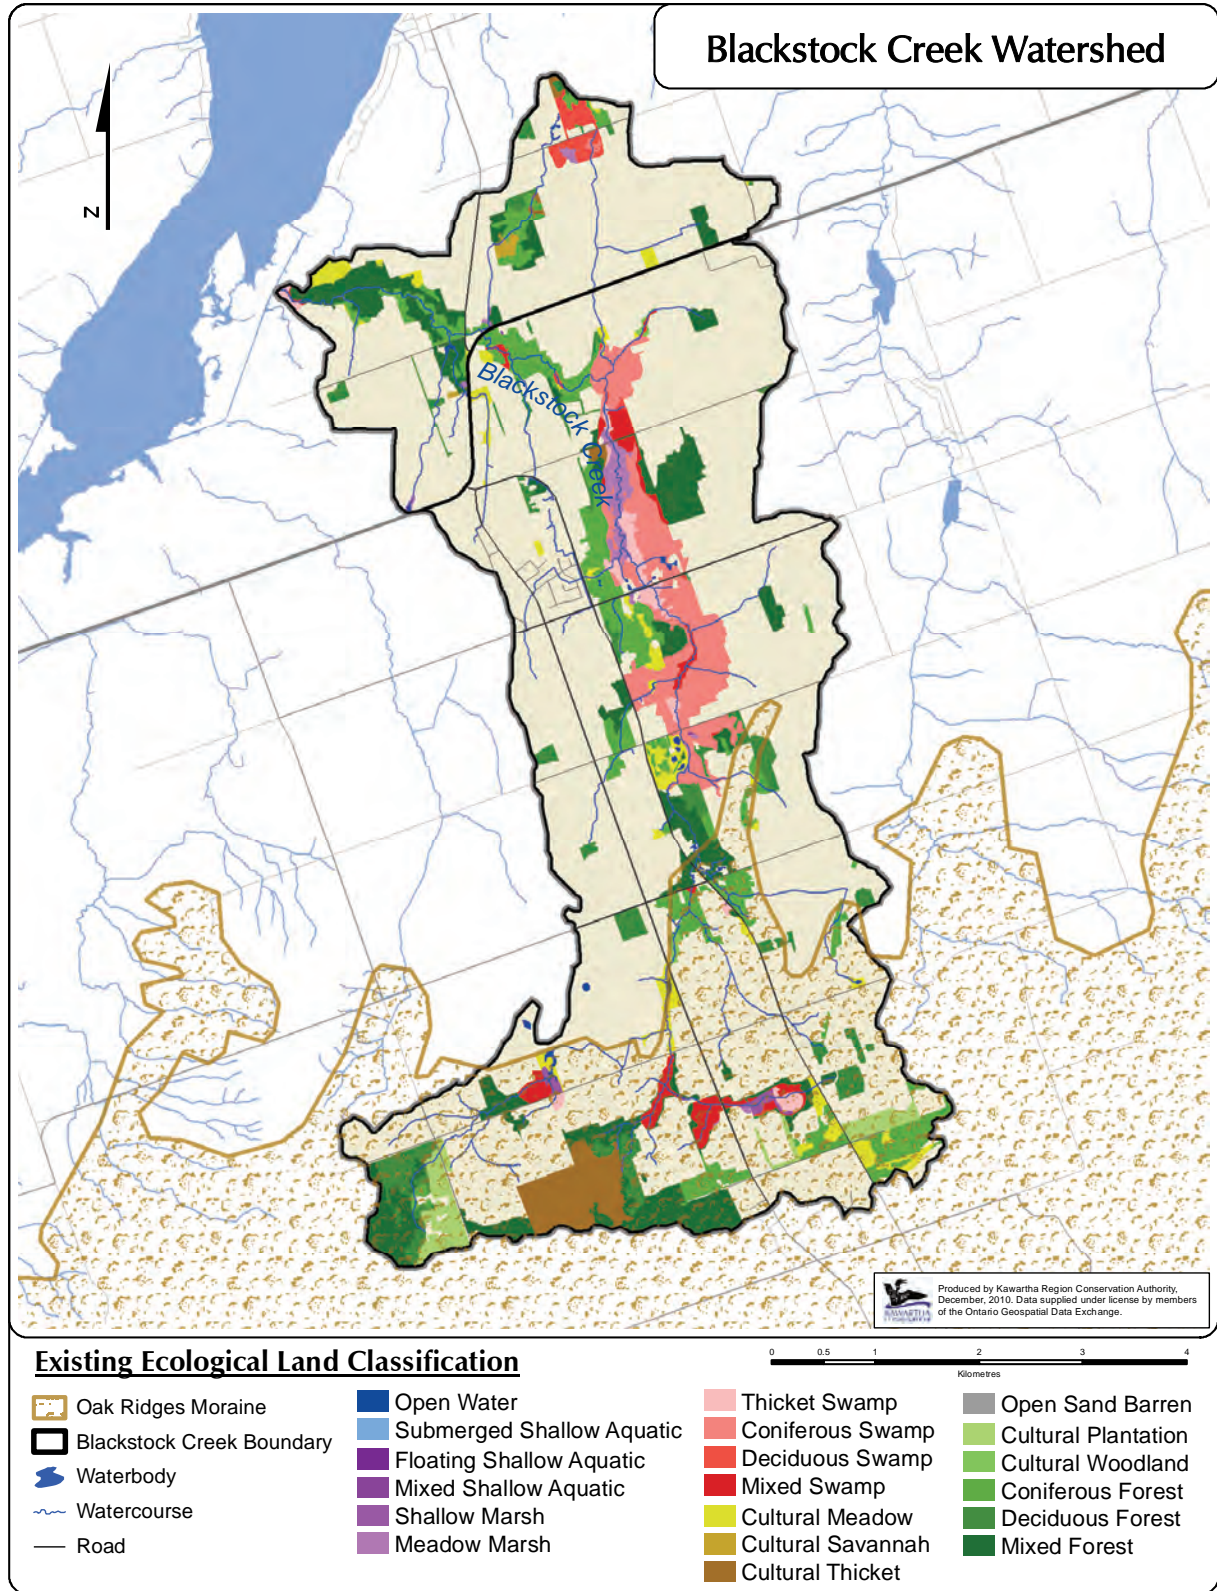 Blackstock Creek Watershed
N
Blackstock Creek
KAWARTHA
Produced by Kawartha Region Conservation Authority,
December, 2010. Data supplied under license by members
of the Ontario Geospatial Data Exchange.
Existing Ecological Land Classification
0 0.5 1 2 3 4
Kilometres
Oak Ridges Moraine
Blackstock Creek Boundary
Waterbody
Watercourse
Road
Open Water
Submerged Shallow Aquatic
Floating Shallow Aquatic
Mixed Shallow Aquatic
Shallow Marsh
Meadow Marsh
Thicket Swamp
Coniferous Swamp
Deciduous Swamp
Mixed Swamp
Cultural Meadow
Cultural Savannah
Cultural Thicket
Open Sand Barren
Cultural Plantation
Cultural Woodland
Coniferous Forest
Deciduous Forest
Mixed Forest